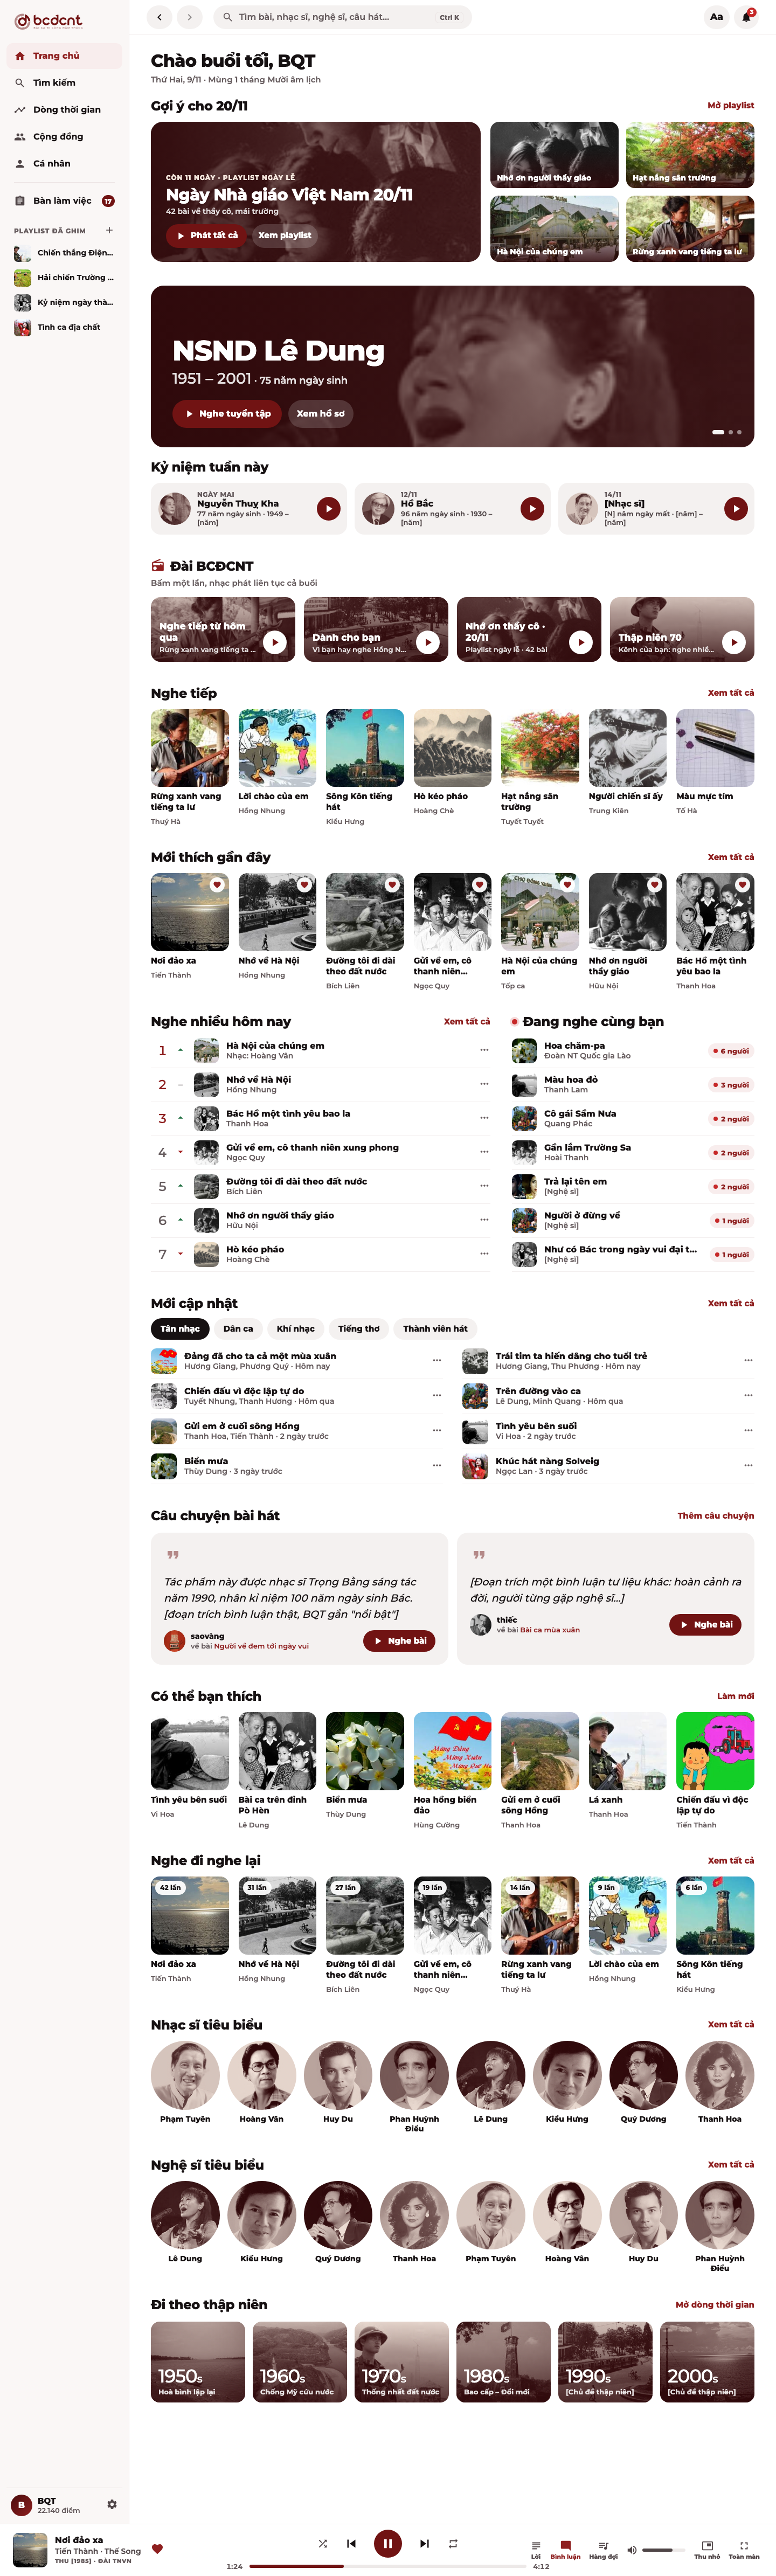 bcdcnt.
Trang chủ
Tìm kiếm
Dòng thời gian
Cộng đồng
Cá nhân
Bàn làm việc 17
PLAYLIST ĐÃ GHIM +
Chiến thắng Điện...
Hải chiến Trường ...
Kỷ niệm ngày thà...
Tình ca địa chất
BQT
22.140 điểm
Tìm bài, nhạc sĩ, nghệ sĩ, câu hát... Ctrl K
Aa
3
Chào buổi tối, BQT
Thứ Hai, 9/11 · Mùng 1 tháng Mười âm lịch
Gợi ý cho 20/11 Mở playlist
CÒN 11 NGÀY · PLAYLIST NGÀY LỄ
Ngày Nhà giáo Việt Nam 20/11
42 bài về thầy cô, mái trường
Phát tất cả Xem playlist
Nhớ ơn người thầy giáo
Hạt nắng sân trường
Hà Nội của chúng em
Rừng xanh vang tiếng ta lư
NSND Lê Dung
1951 – 2001 · 75 năm ngày sinh
Nghe tuyển tập Xem hồ sơ
Kỷ niệm tuần này
NGÀY MAI
Nguyễn Thuỵ Kha
77 năm ngày sinh · 1949 –
[năm]
12/11
Hồ Bắc
96 năm ngày sinh · 1930 –
[năm]
14/11
[Nhạc sĩ]
[N] năm ngày mất · [năm] –
[năm]
Đài BCĐCNT
Bấm một lần, nhạc phát liên tục cả buổi
Nghe tiếp từ hôm
qua
Rừng xanh vang tiếng ta ...
Dành cho bạn
Vì bạn hay nghe Hồng N...
Nhớ ơn thầy cô ·
20/11
Playlist ngày lễ · 42 bài
Thập niên 70
Kênh của bạn: nghe nhiề...
Nghe tiếp Xem tất cả
Rừng xanh vang
tiếng ta lư
Thuý Hà
Lời chào của em
Hồng Nhung
Sông Kôn tiếng
hát
Kiều Hưng
Hò kéo pháo
Hoàng Chè
Hạt nắng sân
trường
Tuyết Tuyết
Người chiến sĩ ấy
Trung Kiên
Màu mực tím
Tố Hà
Mới thích gần đây Xem tất cả
Nơi đảo xa
Tiến Thành
Nhớ về Hà Nội
Hồng Nhung
Đường tôi đi dài
theo đất nước
Bích Liên
Gửi về em, cô
thanh niên...
Ngọc Quy
CHỢ ĐỒNG XUÂN
Hà Nội của chúng
em
Tốp ca
Nhớ ơn người
thầy giáo
Hữu Nội
Bác Hồ một tình
yêu bao la
Thanh Hoa
Nghe nhiều hôm nay Xem tất cả
1 Hà Nội của chúng em
Nhạc: Hoàng Vân
2 Nhớ về Hà Nội
Hồng Nhung
3 Bác Hồ một tình yêu bao la
Thanh Hoa
4 Gửi về em, cô thanh niên xung phong
Ngọc Quy
5 Đường tôi đi dài theo đất nước
Bích Liên
6 Nhớ ơn người thầy giáo
Hữu Nội
7 Hò kéo pháo
Hoàng Chè
Đang nghe cùng bạn
Hoa chăm-pa
Đoàn NT Quốc gia Lào
6 người
Màu hoa đỏ
Thanh Lam
3 người
Cô gái Sầm Nưa
Quang Phác
2 người
Gần lắm Trường Sa
Hoài Thanh
2 người
Trả lại tên em
[Nghệ sĩ]
2 người
Người ở đừng về
[Nghệ sĩ]
1 người
Như có Bác trong ngày vui đại t...
[Nghệ sĩ]
1 người
Mới cập nhật Xem tất cả
Tân nhạc Dân ca Khí nhạc Tiếng thơ Thành viên hát
Đảng đã cho ta cả một mùa xuân
Hương Giang, Phương Quý · Hôm nay
Trái tim ta hiến dâng cho tuổi trẻ
Hương Giang, Thu Phương · Hôm nay
Chiến đấu vì độc lập tự do
Tuyết Nhung, Thanh Hương · Hôm qua
Trên đường vào ca
Lê Dung, Minh Quang · Hôm qua
Gửi em ở cuối sông Hồng
Thanh Hoa, Tiến Thành · 2 ngày trước
Tình yêu bên suối
Vi Hoa · 2 ngày trước
Biển mưa
Thùy Dung · 3 ngày trước
Khúc hát nàng Solveig
Ngọc Lan · 3 ngày trước
Câu chuyện bài hát Thêm câu chuyện
Tác phẩm này được nhạc sĩ Trọng Bằng sáng tác
năm 1990, nhân kỉ niệm 100 năm ngày sinh Bác.
[đoạn trích bình luận thật, BQT gắn "nổi bật"]
saovàng
về bài Người về đem tới ngày vui
Nghe bài
[Đoạn trích một bình luận tư liệu khác: hoàn cảnh ra
đời, người từng gặp nghệ sĩ...]
thiếc
về bài Bài ca mùa xuân
Nghe bài
Có thể bạn thích Làm mới
Tình yêu bên suối
Vi Hoa
Bài ca trên đỉnh
Pò Hèn
Lê Dung
Biển mưa
Thùy Dung
Mừng Đảng
Mừng Xuân
Hoa hồng biển
đảo
Hùng Cường
Gửi em ở cuối
sông Hồng
Thanh Hoa
Lá xanh
Thanh Hoa
Chiến đấu vì độc
lập tự do
Tiến Thành
Nghe đi nghe lại Xem tất cả
42 lần
Nơi đảo xa
Tiến Thành
31 lần
Nhớ về Hà Nội
Hồng Nhung
27 lần
Đường tôi đi dài
theo đất nước
Bích Liên
19 lần
Gửi về em, cô
thanh niên...
Ngọc Quy
14 lần
Rừng xanh vang
tiếng ta lư
Thuý Hà
9 lần
Lời chào của em
Hồng Nhung
6 lần
Sông Kôn tiếng
hát
Kiều Hưng
Nhạc sĩ tiêu biểu Xem tất cả
Phạm Tuyên
Hoàng Vân
Huy Du
Phan Huỳnh
Điểu
Lê Dung
Kiều Hưng
Quý Dương
Thanh Hoa
Nghệ sĩ tiêu biểu Xem tất cả
Lê Dung
Kiều Hưng
Quý Dương
Thanh Hoa
Phạm Tuyên
Hoàng Vân
Huy Du
Phan Huỳnh
Điểu
Đi theo thập niên Mở dòng thời gian
1950s
Hoà bình lập lại
1960s
Chống Mỹ cứu nước
1970s
Thống nhất đất nước
1980s
Bao cấp – Đổi mới
1990s
[Chủ đề thập niên]
2000s
[Chủ đề thập niên]
Nơi đảo xa
Tiến Thành · Thế Song
THU [1985] · ĐÀI TNVN
1:24 4:12
Lời Bình luận Hàng đợi Thu nhỏ Toàn màn